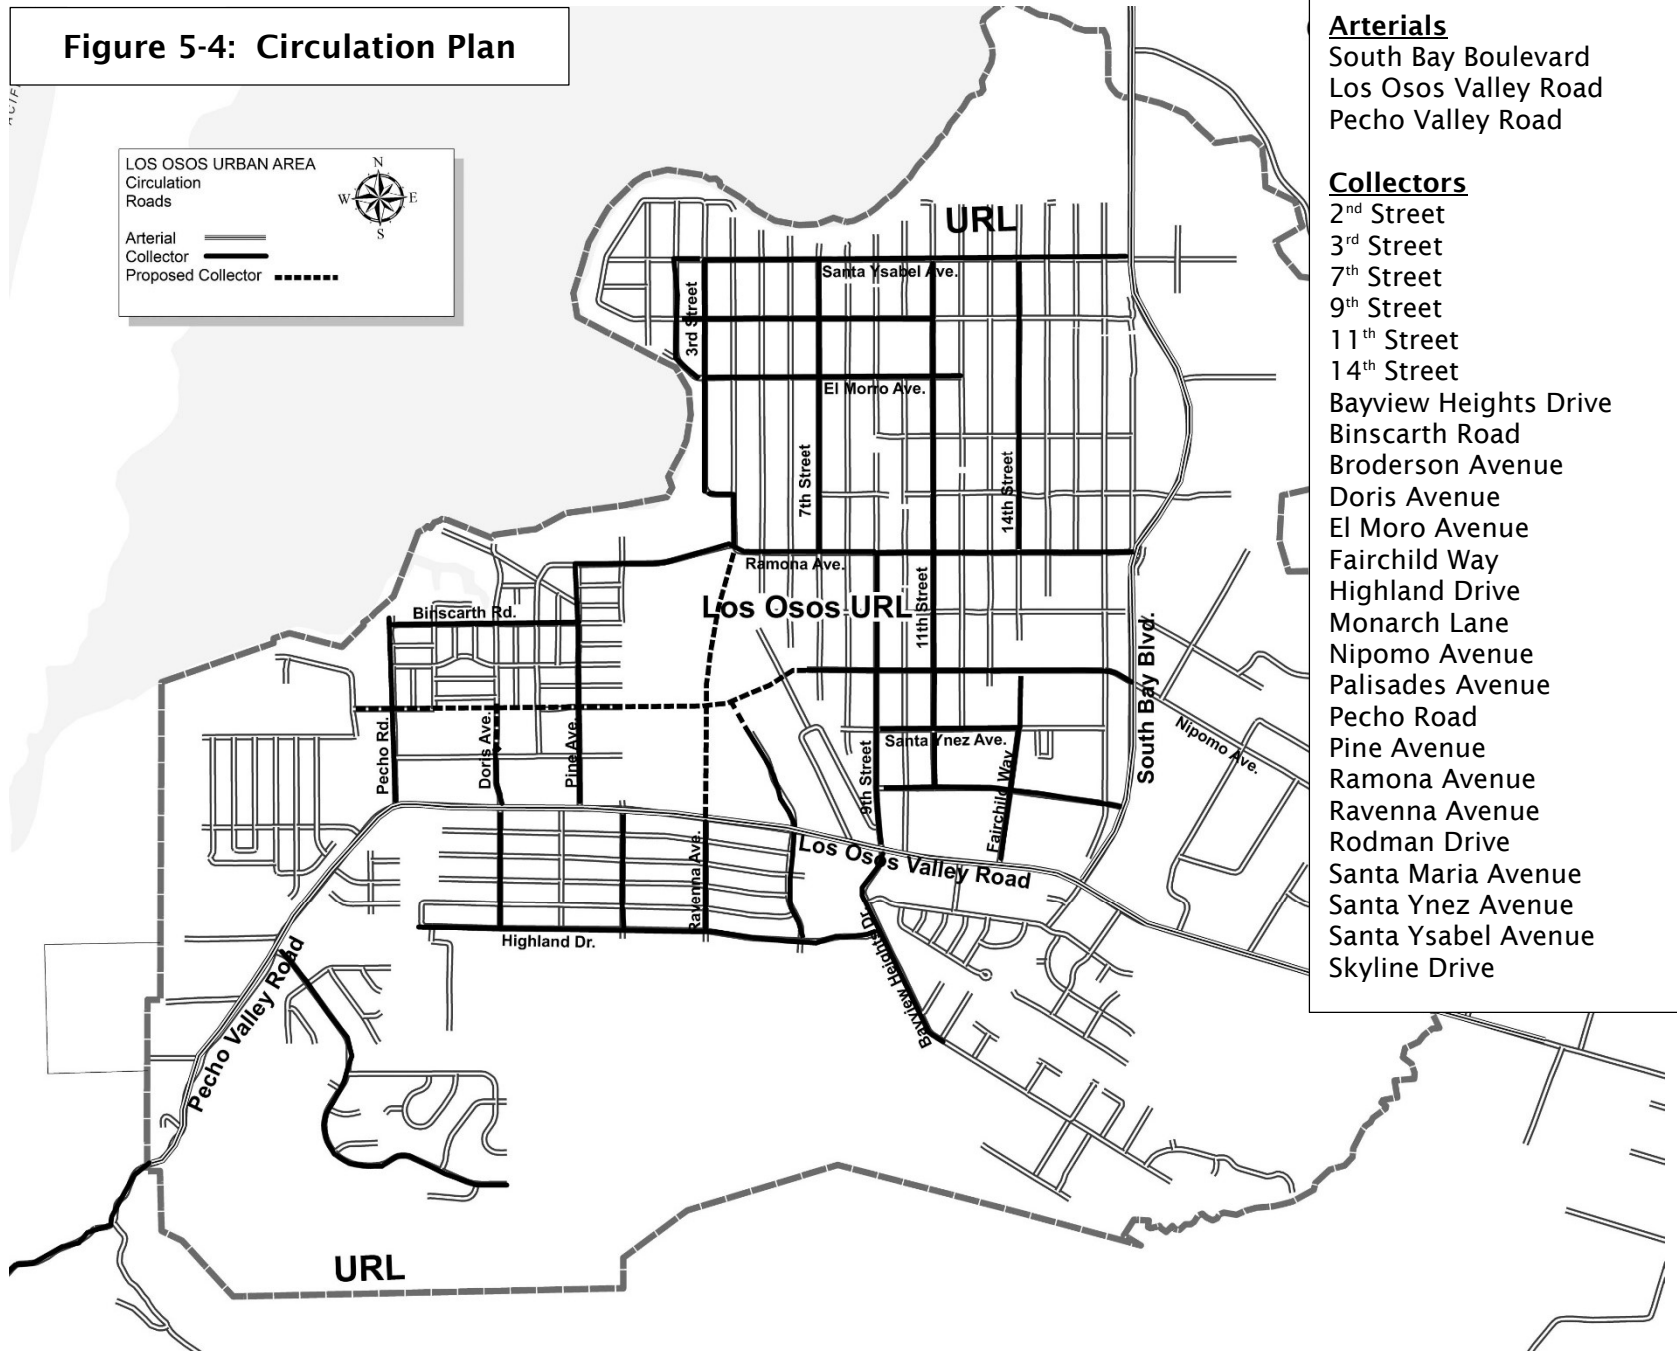 Figure 5-4: Circulation Plan
LOS OSOS URBAN AREA
Circulation
Roads
N
W
E
S
Arterial
Collector
Proposed Collector
URL
Santa Ysabel Ave.
3rd Street
El Morro Ave.
7th Street
14th Street
Ramona Ave.
Los Osos URL
11th Street
Binscarth Rd.
South Bay Blvd.
Nipomo Ave.
Pecho Rd.
Doris Ave.
Pine Ave.
Santa Ynez Ave.
9th Street
Fairchild Way
Los Osos Valley Road
Ravenna Ave.
Highland Dr.
Bayview Heights Dr.
Pecho Valley Road
URL
Arterials
South Bay Boulevard
Los Osos Valley Road
Pecho Valley Road
Collectors
2nd Street
3rd Street
7th Street
9th Street
11th Street
14th Street
Bayview Heights Drive
Binscarth Road
Broderson Avenue
Doris Avenue
El Moro Avenue
Fairchild Way
Highland Drive
Monarch Lane
Nipomo Avenue
Palisades Avenue
Pecho Road
Pine Avenue
Ramona Avenue
Ravenna Avenue
Rodman Drive
Santa Maria Avenue
Santa Ynez Avenue
Santa Ysabel Avenue
Skyline Drive